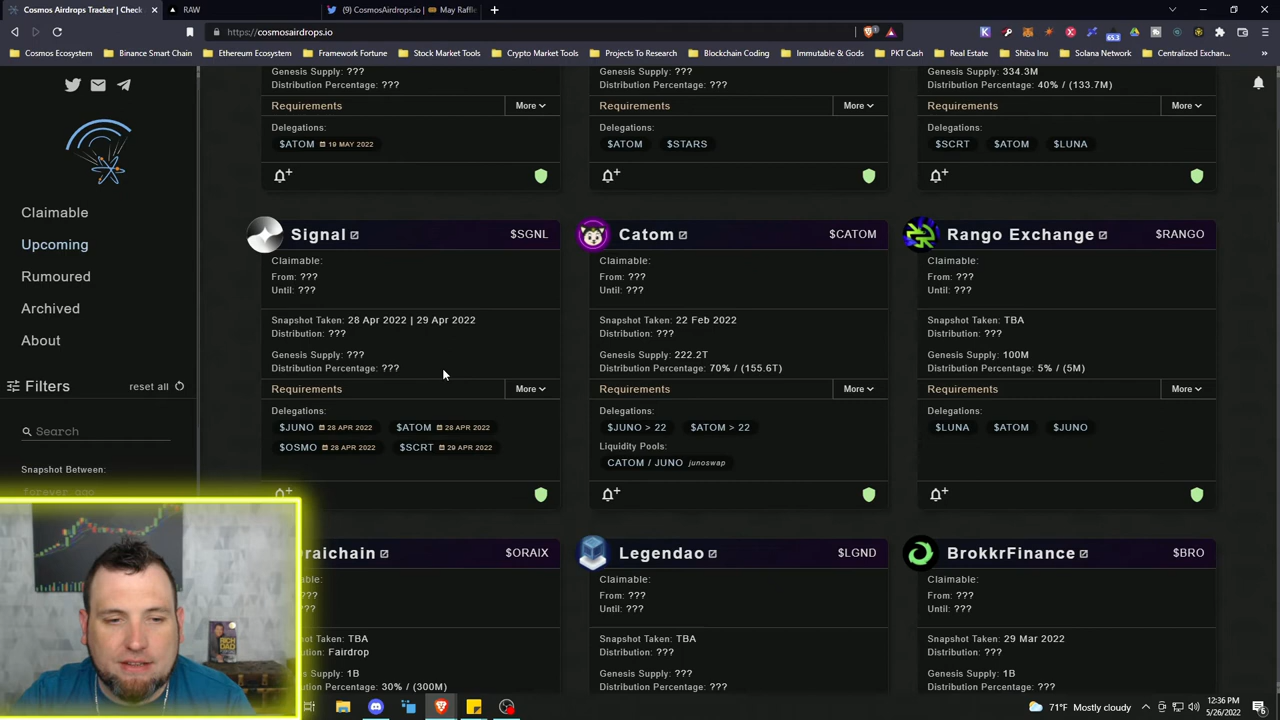 Cosmos Airdrops Tracker | Check
RAW
(9) CosmosAirdrops.io | May Raffle
https://cosmosairdrops.io
Cosmos Ecosystem
Binance Smart Chain
Ethereum Ecosystem
Framework Fortune
Stock Market Tools
Crypto Market Tools
Projects To Research
Blockchain Coding
Immutable & Gods
PKT Cash
Real Estate
Shiba Inu
Solana Network
Centralized Exchan...
Claimable
Upcoming
Rumoured
Archived
About
Filters
reset all
Search
Snapshot Between:
forever ago
Genesis Supply: ???
Distribution Percentage: ???
Requirements
More
Delegations:
$ATOM 19 MAY 2022
Genesis Supply: ???
Distribution Percentage: ???
Requirements
More
Delegations:
$ATOM $STARS
Genesis Supply: 334.3M
Distribution Percentage: 40% / (133.7M)
Requirements
More
Delegations:
$SCRT $ATOM $LUNA
Signal $SGNL
Claimable:
From: ???
Until: ???
Snapshot Taken: 28 Apr 2022 | 29 Apr 2022
Distribution: ???
Genesis Supply: ???
Distribution Percentage: ???
Requirements
More
Delegations:
$JUNO 28 APR 2022 $ATOM 28 APR 2022
$OSMO 28 APR 2022 $SCRT 29 APR 2022
Catom $CATOM
Claimable:
From: ???
Until: ???
Snapshot Taken: 22 Feb 2022
Distribution: ???
Genesis Supply: 222.2T
Distribution Percentage: 70% / (155.6T)
Requirements
More
Delegations:
$JUNO > 22 $ATOM > 22
Liquidity Pools:
CATOM / JUNO junoswap
Rango Exchange $RANGO
Claimable:
From: ???
Until: ???
Snapshot Taken: TBA
Distribution: ???
Genesis Supply: 100M
Distribution Percentage: 5% / (5M)
Requirements
More
Delegations:
$LUNA $ATOM $JUNO
Oraichain $ORAIX
Snapshot Taken: TBA
Distribution: Fairdrop
Genesis Supply: 1B
Distribution Percentage: 30% / (300M)
Legendao $LGND
Claimable:
From: ???
Until: ???
Snapshot Taken: TBA
Distribution: ???
Genesis Supply: ???
Distribution Percentage: ???
BrokkrFinance $BRO
Claimable:
From: ???
Until: ???
Snapshot Taken: 29 Mar 2022
Distribution: ???
Genesis Supply: 1B
Distribution Percentage: ???
RICH
DAD
71°F Mostly cloudy
12:36 PM
5/26/2022